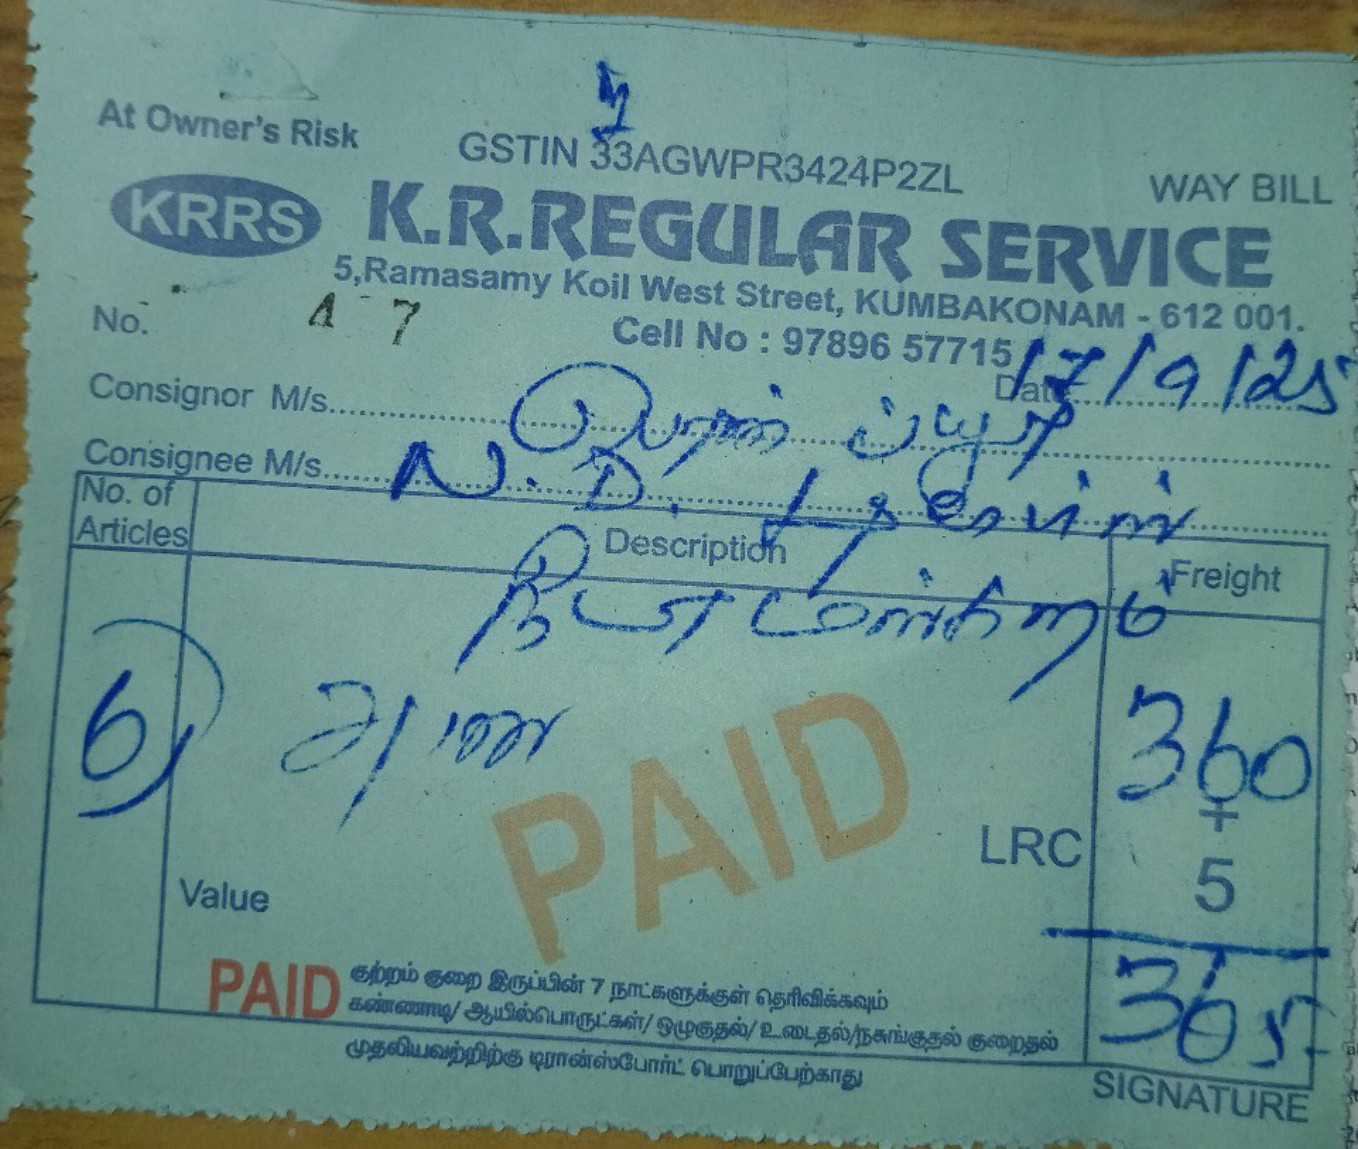 At Owner's Risk
GSTIN 33AGWPR3424P2ZL
WAY BILL
KRRS K.R.REGULAR SERVICE
5,Ramasamy Koil West Street, KUMBAKONAM - 612 001.
No. 4 7
Cell No : 97896 57715
Date 17/9/25
Consignor M/s.
Consignee M/s. N. D.
No. of Articles
Description
Freight
6
360
+
LRC 5
Value
PAID
365
PAID குற்றம் குறை இருப்பின் 7 நாட்களுக்குள் தெரிவிக்கவும்
கண்ணாடி/ ஆயில்பொருட்கள்/ ஒழுகுதல்/ உடைதல்/நசுங்குதல் குறைதல்
முதலியவற்றிற்கு டிரான்ஸ்போர்ட் பொறுப்பேற்காது
SIGNATURE